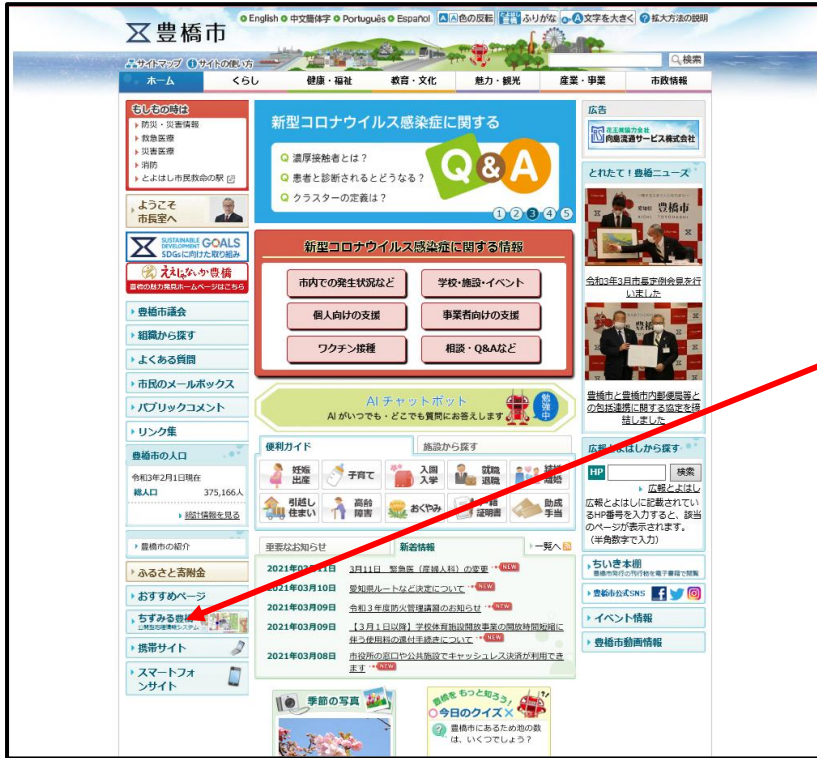 豊橋市
English 中文簡体字 Português Español 色の反転 ふりがな 文字を大きく 拡大方法の説明
サイトマップ サイトの使い方
検索
ホーム くらし 健康・福祉 教育・文化 魅力・観光 産業・事業 市政情報
もしもの時は
防災・災害情報
救急医療
災害医療
消防
とよはし市民救命の駅
ようこそ
市長室へ
SUSTAINABLE DEVELOPMENT GOALS
SDGsに向けた取り組み
ええじゃないか豊橋
豊橋の魅力発見ホームページはこちら
豊橋市議会
組織から探す
よくある質問
市民のメールボックス
パブリックコメント
リンク集
豊橋市の人口
令和3年2月1日現在
総人口 375,166人
統計情報を見る
豊橋市の紹介
ふるさと寄附金
おすすめページ
ちずみる豊橋
携帯サイト
スマートフォ
ンサイト
新型コロナウイルス感染症に関する
Q&A
濃厚接触者とは？
患者と診断されるとどうなる？
クラスターの定義は？
1 2 3 4 5
新型コロナウイルス感染症に関する情報
市内での発生状況など 学校・施設・イベント
個人向けの支援 事業者向けの支援
ワクチン接種 相談・Q&Aなど
AI チャットボット
AI がいつでも・どこでも質問にお答えします
勉強中
便利ガイド 施設から探す
妊娠
出産
子育て
入園
入学
就職
退職
結婚
離婚
引越し
住まい
高齢
障害
おくやみ
証明書
助成
手当
重要なお知らせ 新着情報 一覧へ
2021年03月11日 3月11日 緊急医（産婦人科）の変更 NEW
2021年03月10日 愛知県ルートなど決定について NEW
2021年03月09日 令和3年度防火管理講習のお知らせ NEW
2021年03月09日 【3月1日以降】学校体育施設開放事業の開放時間短縮に
伴う使用料の還付手続きについて NEW
2021年03月08日 市役所の窓口や公共施設でキャッシュレス決済が利用でき
ます NEW
季節の写真
豊橋をもっと知ろう！
今日のクイズ
豊橋市にあるため池の数
は、いくつでしょう？
広告
花王業協力会社
向島流通サービス株式会社
とれたて！豊橋ニュース
豊橋市
令和3年3月市長定例会見を行
いました
豊橋
豊橋市と豊橋市内郵便局等と
の包括連携に関する協定を締
結しました
広報とよはしから探す
HP 検索
広報とよはし
広報とよはしに記載されてい
るHP番号を入力すると、該当
のページが表示されます。
（半角数字で入力）
ちいき本棚
豊橋市発行の刊行物を電子書籍で閲覧
豊橋市公式SNS
イベント情報
豊橋市動画情報